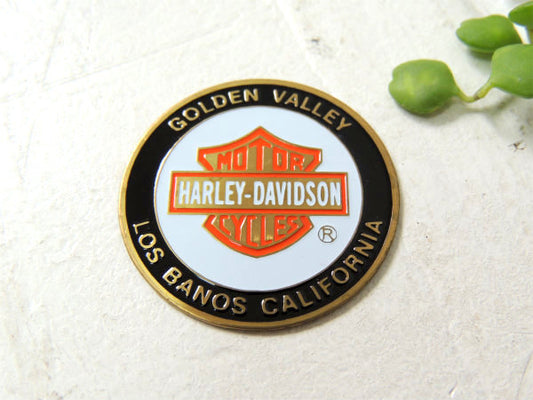 GOLDEN VALLEY
MOTOR
HARLEY-DAVIDSON
CYCLES
®
LOS BANOS CALIFORNIA